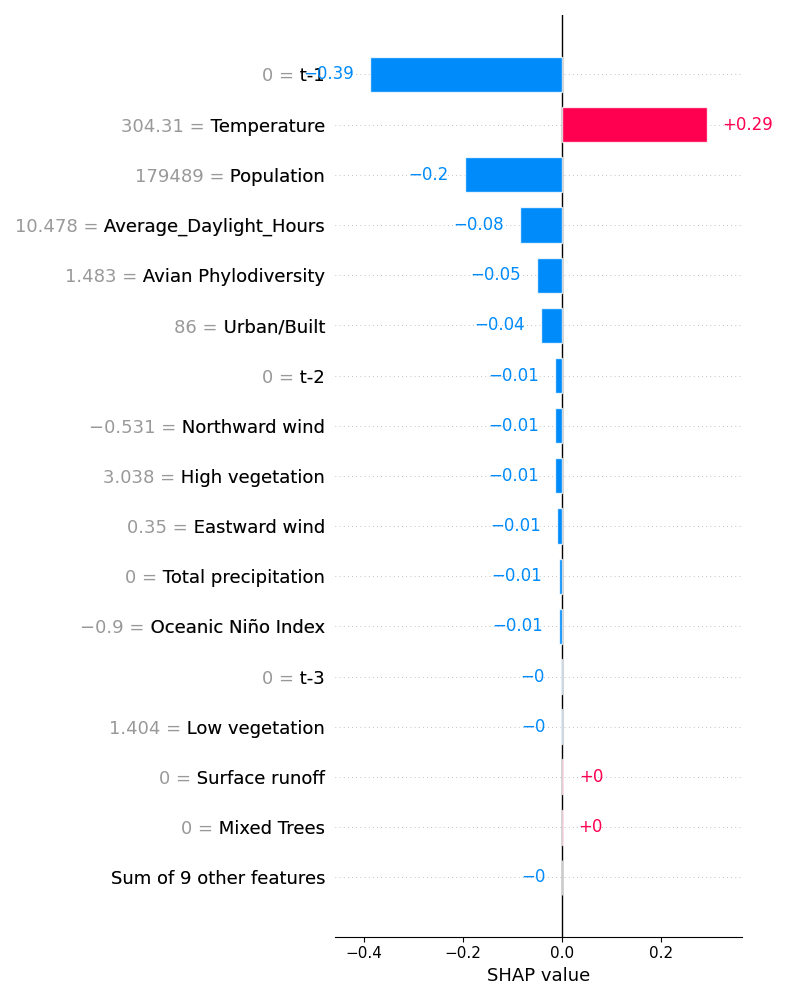 0 = t-1 −0.39
304.31 = Temperature +0.29
179489 = Population −0.2
10.478 = Average_Daylight_Hours −0.08
1.483 = Avian Phylodiversity −0.05
86 = Urban/Built −0.04
0 = t-2 −0.01
−0.531 = Northward wind −0.01
3.038 = High vegetation −0.01
0.35 = Eastward wind −0.01
0 = Total precipitation −0.01
−0.9 = Oceanic Niño Index −0.01
0 = t-3 −0
1.404 = Low vegetation −0
0 = Surface runoff +0
0 = Mixed Trees +0
Sum of 9 other features −0
−0.4 −0.2 0.0 0.2
SHAP value